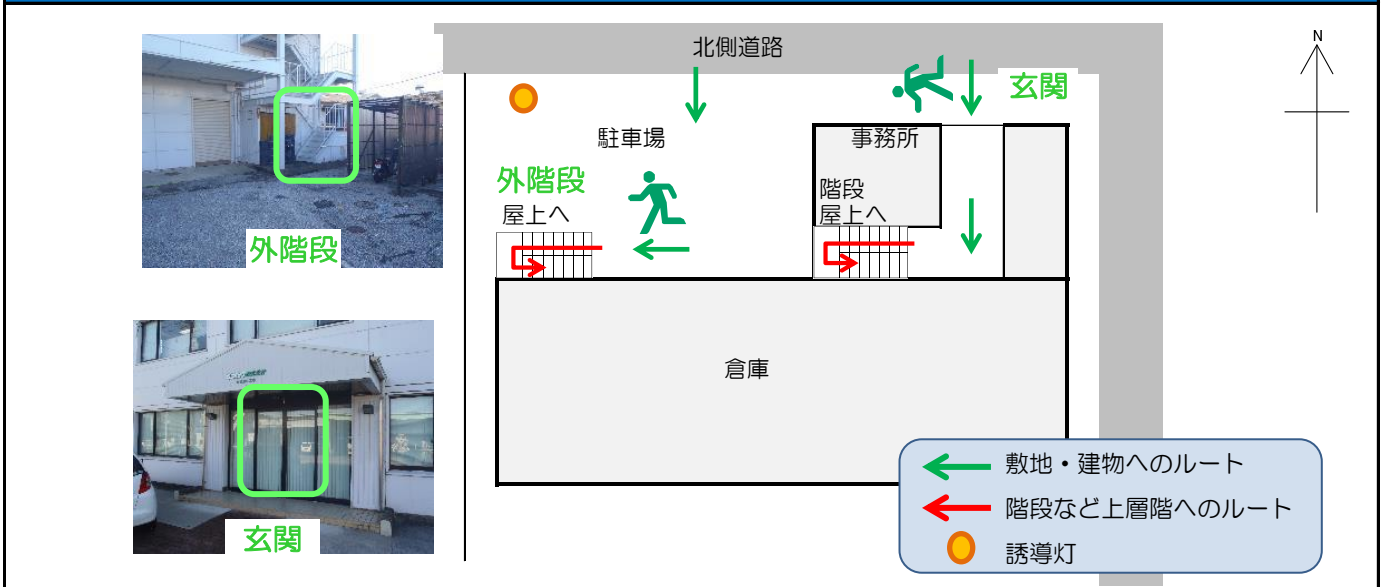 北側道路
N
玄関
駐車場
事務所
外階段
屋上へ
階段
屋上へ
外階段
倉庫
玄関
敷地・建物へのルート
階段など上層階へのルート
誘導灯